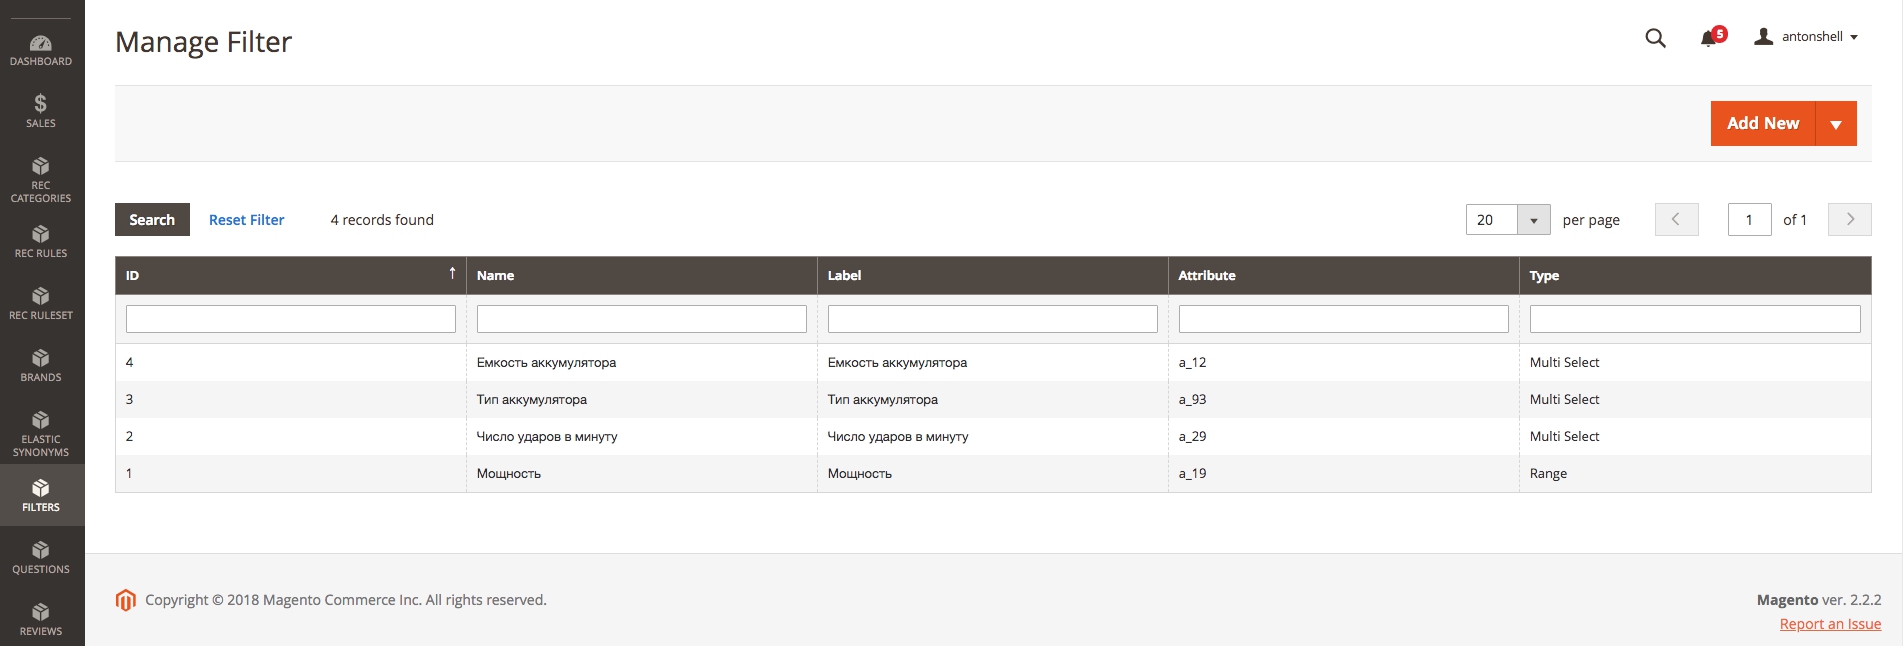 Manage Filter
5
antonshell
DASHBOARD
SALES
REC
CATEGORIES
REC RULES
REC RULESET
BRANDS
ELASTIC
SYNONYMS
FILTERS
QUESTIONS
REVIEWS
Add New
Search Reset Filter 4 records found 20 per page 1 of 1
ID Name Label Attribute Type
4 Емкость аккумулятора Емкость аккумулятора a_12 Multi Select
3 Тип аккумулятора Тип аккумулятора a_93 Multi Select
2 Число ударов в минуту Число ударов в минуту a_29 Multi Select
1 Мощность Мощность a_19 Range
Copyright © 2018 Magento Commerce Inc. All rights reserved.
Magento ver. 2.2.2
Report an Issue